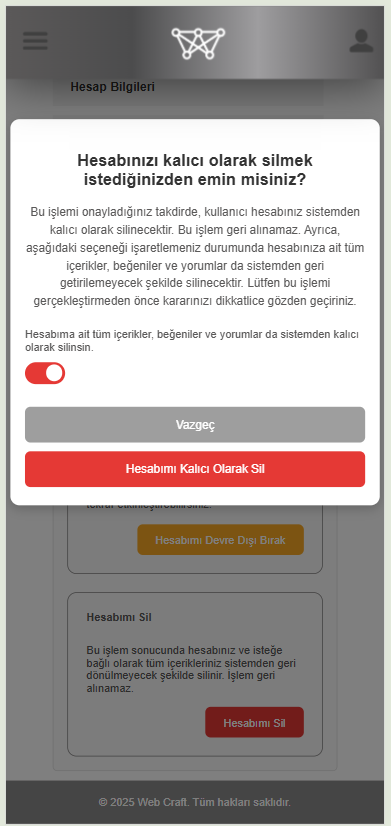 Hesap Bilgileri
Hesabınızı kalıcı olarak silmek
istediğinizden emin misiniz?
Bu işlemi onayladığınız takdirde, kullanıcı hesabınız sistemden
kalıcı olarak silinecektir. Bu işlem geri alınamaz. Ayrıca,
aşağıdaki seçeneği işaretlemeniz durumunda hesabınıza ait tüm
içerikler, beğeniler ve yorumlar da sistemden geri
getirilemeyecek şekilde silinecektir. Lütfen bu işlemi
gerçekleştirmeden önce kararınızı dikkatlice gözden geçiriniz.
Hesabıma ait tüm içerikler, beğeniler ve yorumlar da sistemden kalıcı
olarak silinsin.
Vazgeç
Hesabımı Kalıcı Olarak Sil
tekrar etkinleştirebilirsiniz.
Hesabımı Devre Dışı Bırak
Hesabımı Sil
Bu işlem sonucunda hesabınız ve isteğe
bağlı olarak tüm içerikleriniz sistemden geri
dönülmeyecek şekilde silinir. İşlem geri
alınamaz.
Hesabımı Sil
© 2025 Web Craft. Tüm hakları saklıdır.